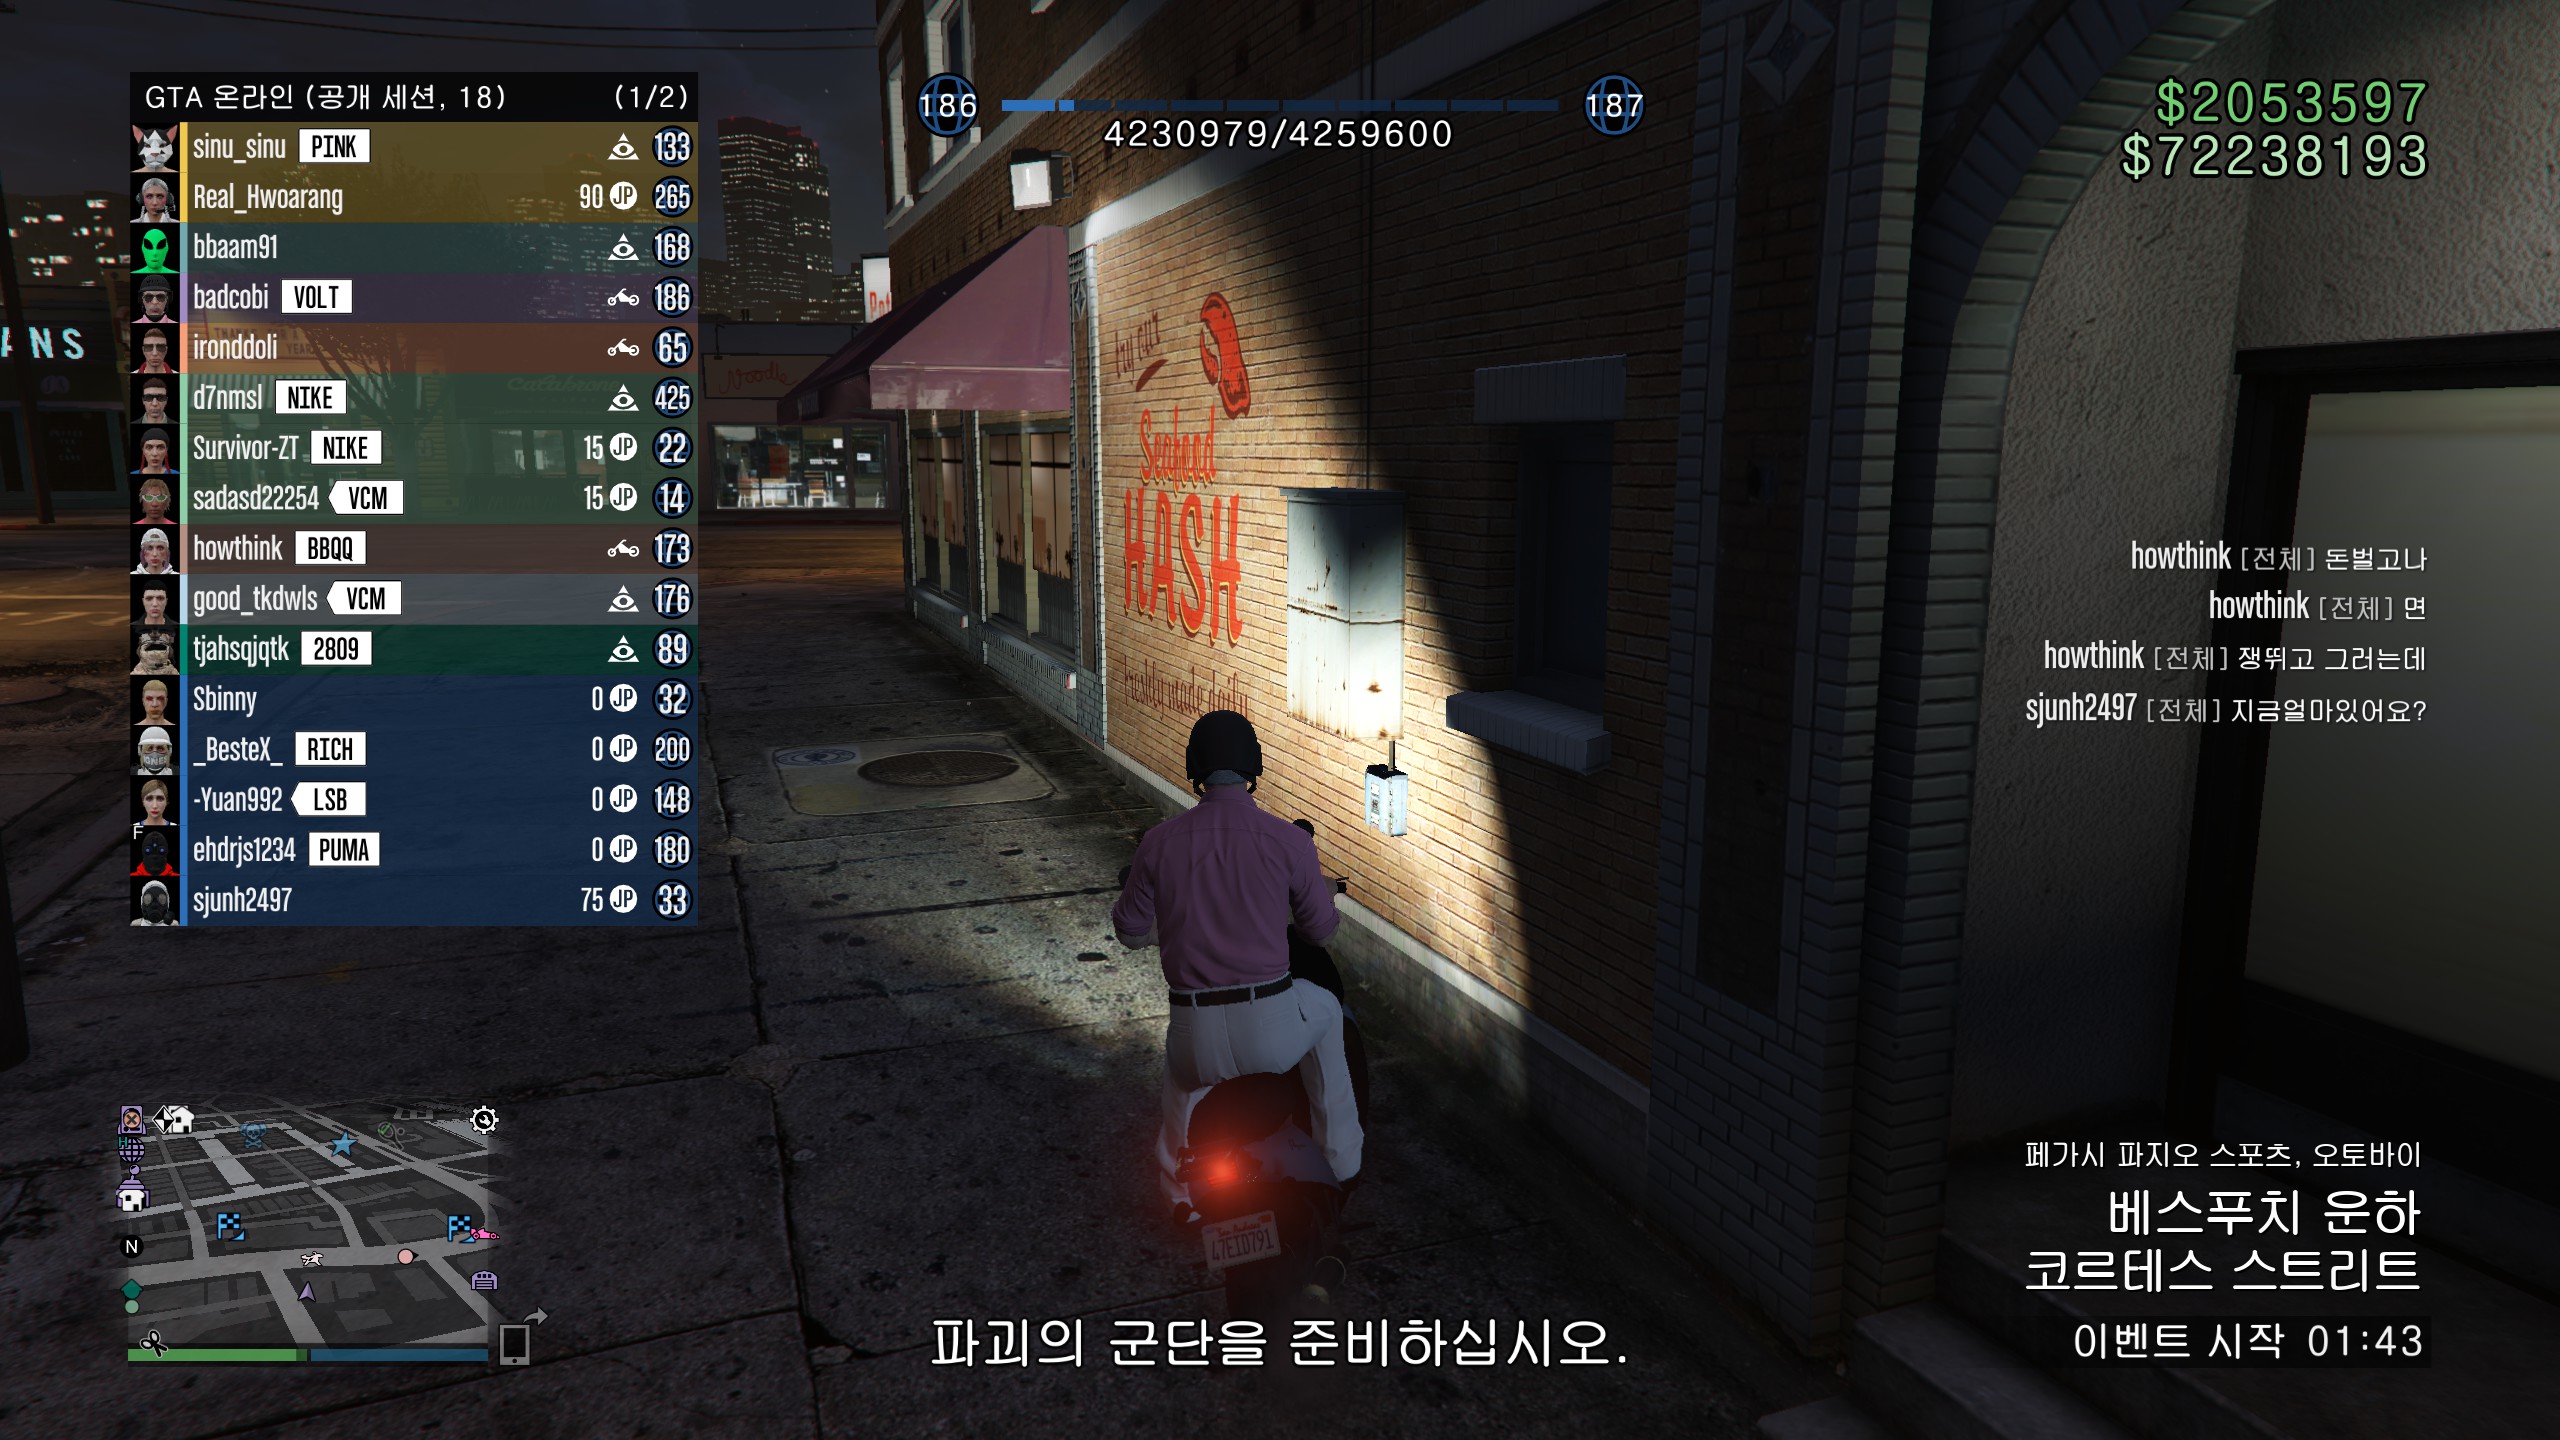 GTA 온라인 (공개 세션, 18) (1/2)
sinu_sinu PINK 133
Real_Hwoarang 90 JP 265
bbaam91 168
badcobi VOLT 186
ironddoli 65
d7nmsl NIKE 425
Survivor-ZT NIKE 15 JP 22
sadasd22254 VCM 15 JP 14
howthink BBQQ 173
good_tkdwls VCM 176
tjahsqjqtk 2809 89
Sbinny 0 JP 32
_BesteX_ RICH 0 JP 200
-Yuan992 LSB 0 JP 148
F
ehdrjs1234 PUMA 0 JP 180
sjunh2497 75 JP 33
186 187
4230979/4259600
$2053597
$72238193
ANS
Noodle
try our
Seafood
HASH
freshly made daily
howthink [전체] 돈벌고나
howthink [전체] 면
howthink [전체] 쟁뛰고 그러는데
sjunh2497 [전체] 지금얼마있어요?
47EID791
N
페가시 파지오 스포츠, 오토바이
베스푸치 운하
코르테스 스트리트
이벤트 시작 01:43
파괴의 군단을 준비하십시오.